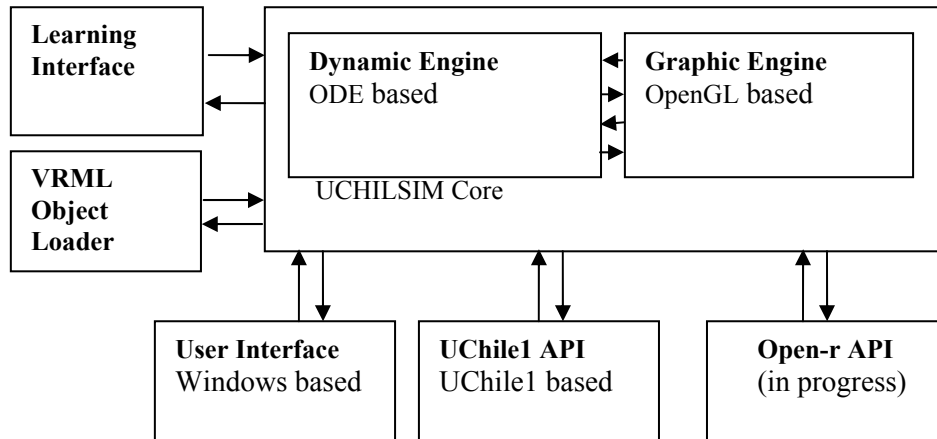 Learning
Interface
Dynamic Engine
ODE based
Graphic Engine
OpenGL based
UCHILSIM Core
VRML
Object
Loader
User Interface
Windows based
UChile1 API
UChile1 based
Open-r API
(in progress)